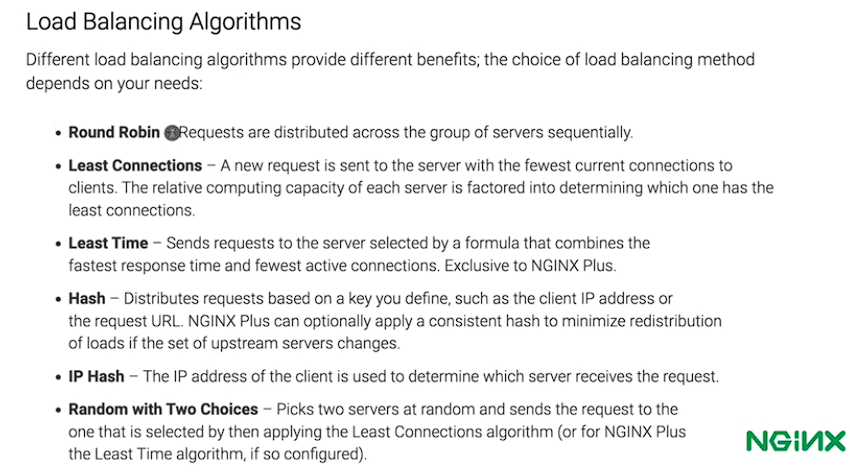 Load Balancing Algorithms
Different load balancing algorithms provide different benefits; the choice of load balancing method
depends on your needs:
• Round Robin Requests are distributed across the group of servers sequentially.
• Least Connections – A new request is sent to the server with the fewest current connections to
clients. The relative computing capacity of each server is factored into determining which one has the
least connections.
• Least Time – Sends requests to the server selected by a formula that combines the
fastest response time and fewest active connections. Exclusive to NGINX Plus.
• Hash – Distributes requests based on a key you define, such as the client IP address or
the request URL. NGINX Plus can optionally apply a consistent hash to minimize redistribution
of loads if the set of upstream servers changes.
• IP Hash – The IP address of the client is used to determine which server receives the request.
• Random with Two Choices – Picks two servers at random and sends the request to the
one that is selected by then applying the Least Connections algorithm (or for NGINX Plus
the Least Time algorithm, if so configured).
NGINX